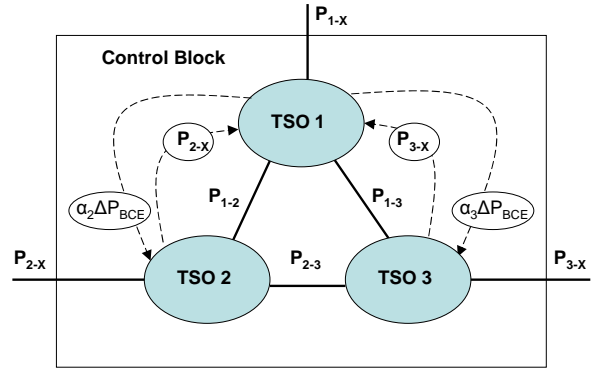 P1-X
Control Block
TSO 1
P2-X
P3-X
α2ΔPBCE
P1-2
P1-3
α3ΔPBCE
P2-X
TSO 2
P2-3
TSO 3
P3-X